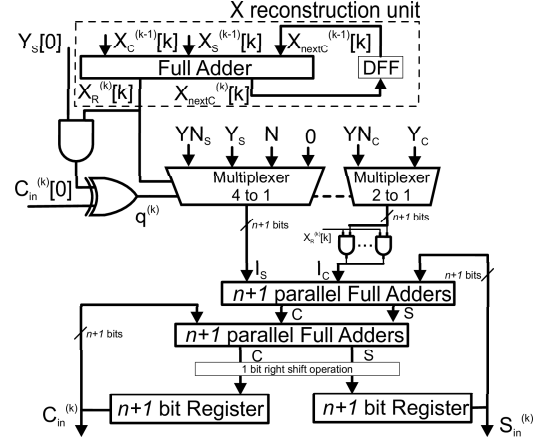 X reconstruction unit
Y_S[0]
X_C^(k-1)[k] X_S^(k-1)[k] X_nextC^(k-1)[k]
Full Adder
DFF
X_R^(k)[k] X_nextC^(k)[k]
YN_S Y_S N 0 YN_C Y_C
Multiplexer
4 to 1
Multiplexer
2 to 1
C_in^(k)[0]
q^(k)
n+1 bits
n+1 bits
X_R^(k)[k]
...
I_S I_C
n+1 bits
n+1 parallel Full Adders
C S
n+1 parallel Full Adders
n+1 bits
C S
1 bit right shift operation
n+1 bit Register
n+1 bit Register
C_in^(k)
S_in^(k)